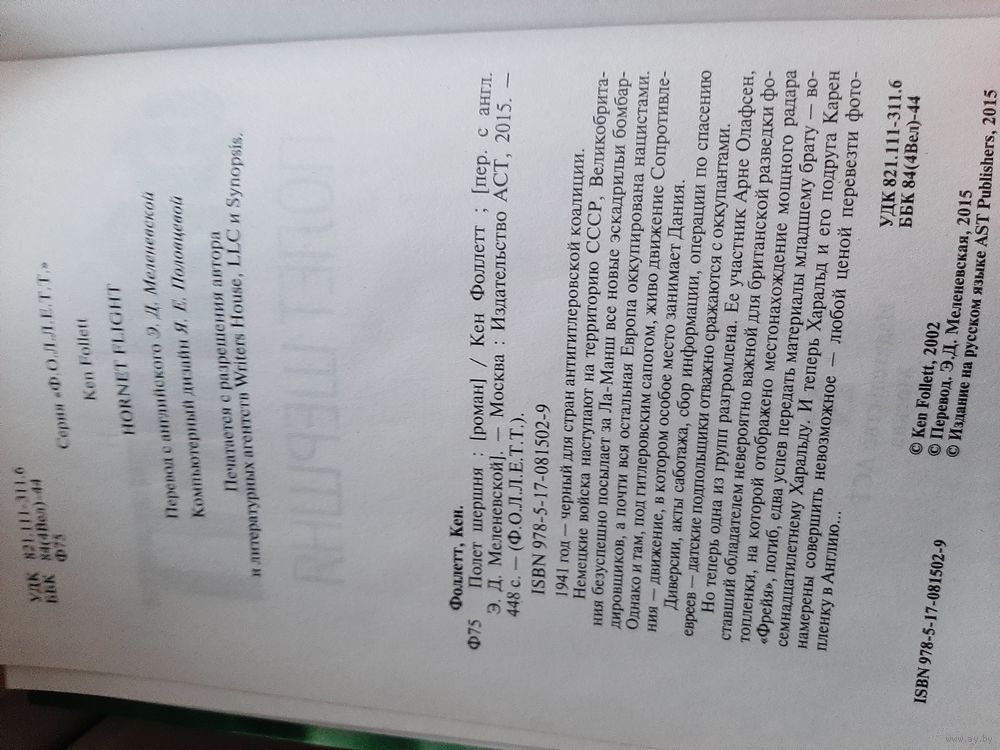 УДК 821.111-311.6
ББК 84(4Вел)-44
Ф75
Серия «Ф.О.Л.Л.Е.Т.Т.»
Ken Follett
HORNET FLIGHT
Перевод с английского Э. Д. Меленевской
Компьютерный дизайн Я. Е. Половцевой
Печатается с разрешения автора
и литературных агентств Writers House, LLC и Synopsis.
Фоллетт, Кен.
Ф75 Полет шершня : [роман] / Кен Фоллетт ; [пер. с англ.
Э. Д. Меленевской]. — Москва : Издательство АСТ, 2015. —
448 с. — (Ф.О.Л.Л.Е.Т.Т.).
ISBN 978-5-17-081502-9
1941 год — черный для стран антигитлеровской коалиции.
Немецкие войска наступают на территорию СССР, Великобрита-
ния безуспешно посылает за Ла-Манш все новые эскадрильи бомбар-
дировщиков, а почти вся остальная Европа оккупирована нацистами.
Однако и там, под гитлеровским сапогом, живо движение Сопротивле-
ния — движение, в котором особое место занимает Дания.
Диверсии, акты саботажа, сбор информации, операции по спасению
евреев — датские подпольщики отважно сражаются с оккупантами.
Но теперь одна из групп разгромлена. Ее участник Арне Олафсен,
ставший обладателем невероятно важной для британской разведки фо-
топленки, на которой отображено местонахождение мощного радара
«Фрейя», погиб, едва успев передать материалы младшему брату — во-
семнадцатилетнему Харальду. И теперь Харальд и его подруга Карен
намерены совершить невозможное — любой ценой перевезти фото-
пленку в Англию...
УДК 821.111-311.6
ББК 84(4Вел)-44
© Ken Follett, 2002
© Перевод. Э.Д. Меленевская, 2015
ISBN 978-5-17-081502-9
© Издание на русском языке AST Publishers, 2015
www.ay.by